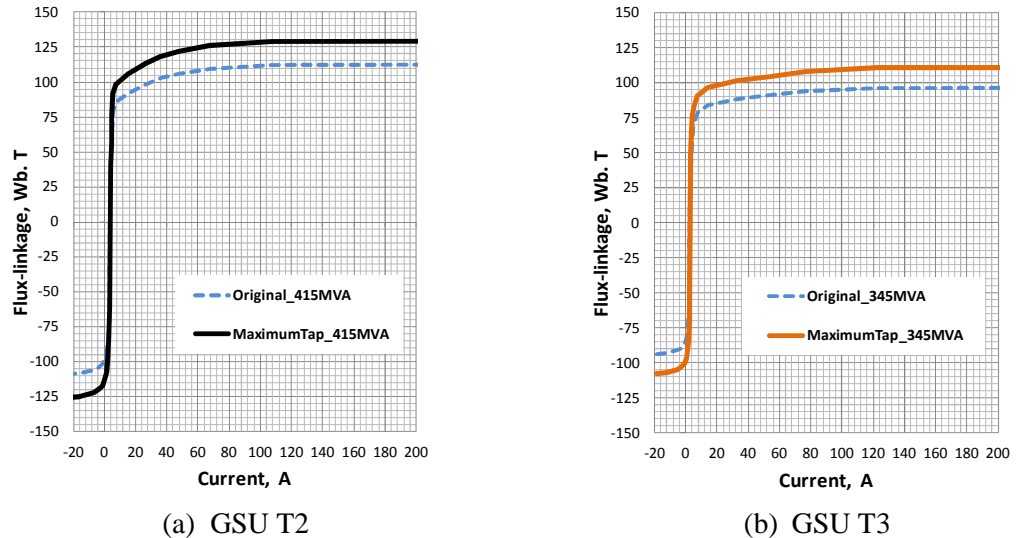 150
125
100
75
50
25
0
-25
-50
-75
-100
-125
-150
Flux-linkage, Wb. T
Original_415MVA
MaximumTap_415MVA
-20 0 20 40 60 80 100 120 140 160 180 200
Current, A
(a) GSU T2
150
125
100
75
50
25
0
-25
-50
-75
-100
-125
-150
Flux-linkage, Wb. T
Original_345MVA
MaximumTap_345MVA
-20 0 20 40 60 80 100 120 140 160 180 200
Current, A
(b) GSU T3